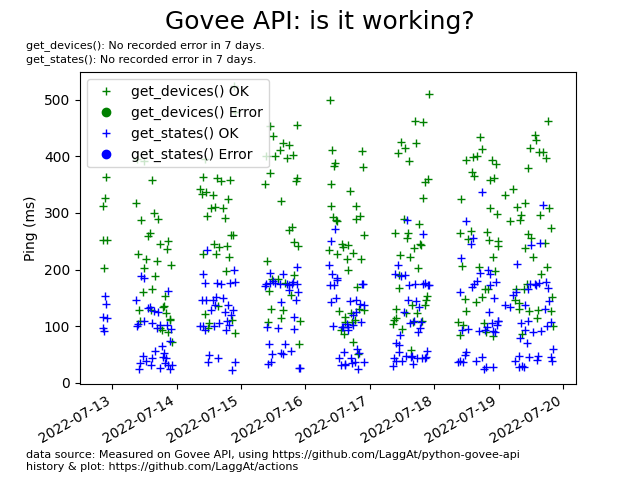 Govee API: is it working?
get_devices(): No recorded error in 7 days.
get_states(): No recorded error in 7 days.
get_devices() OK
get_devices() Error
get_states() OK
get_states() Error
Ping (ms)
500
400
300
200
100
0
2022-07-13
2022-07-14
2022-07-15
2022-07-16
2022-07-17
2022-07-18
2022-07-19
2022-07-20
data source: Measured on Govee API, using https://github.com/LaggAt/python-govee-api
history & plot: https://github.com/LaggAt/actions